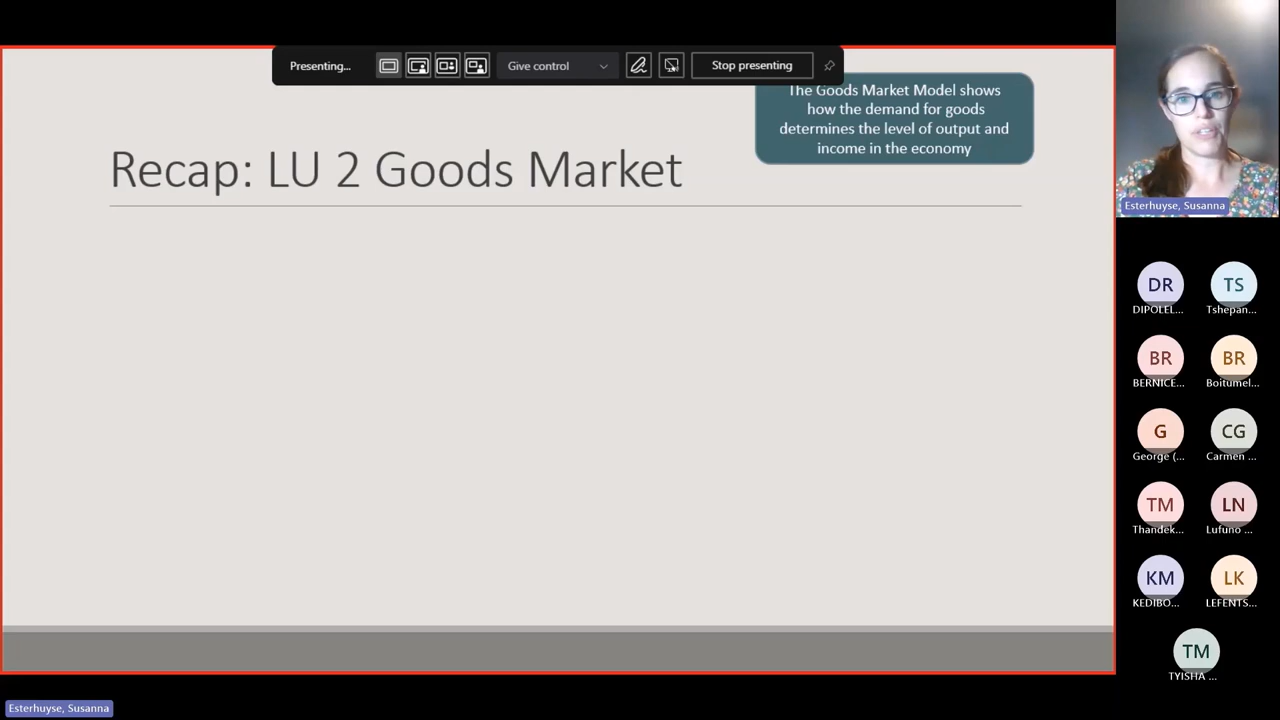 Presenting...
Give control
Stop presenting
The Goods Market Model shows
how the demand for goods
determines the level of output and
income in the economy
Recap: LU 2 Goods Market
Esterhuyse, Susanna
DR
TS
DIPOLEL...
Tshepan...
BR
BR
BERNICE...
Boitumel...
G
CG
George (...
Carmen ...
TM
LN
Thandek...
Lufuno ...
KM
LK
KEDIBO...
LEFENTS...
TM
TYISHA ...
Esterhuyse, Susanna